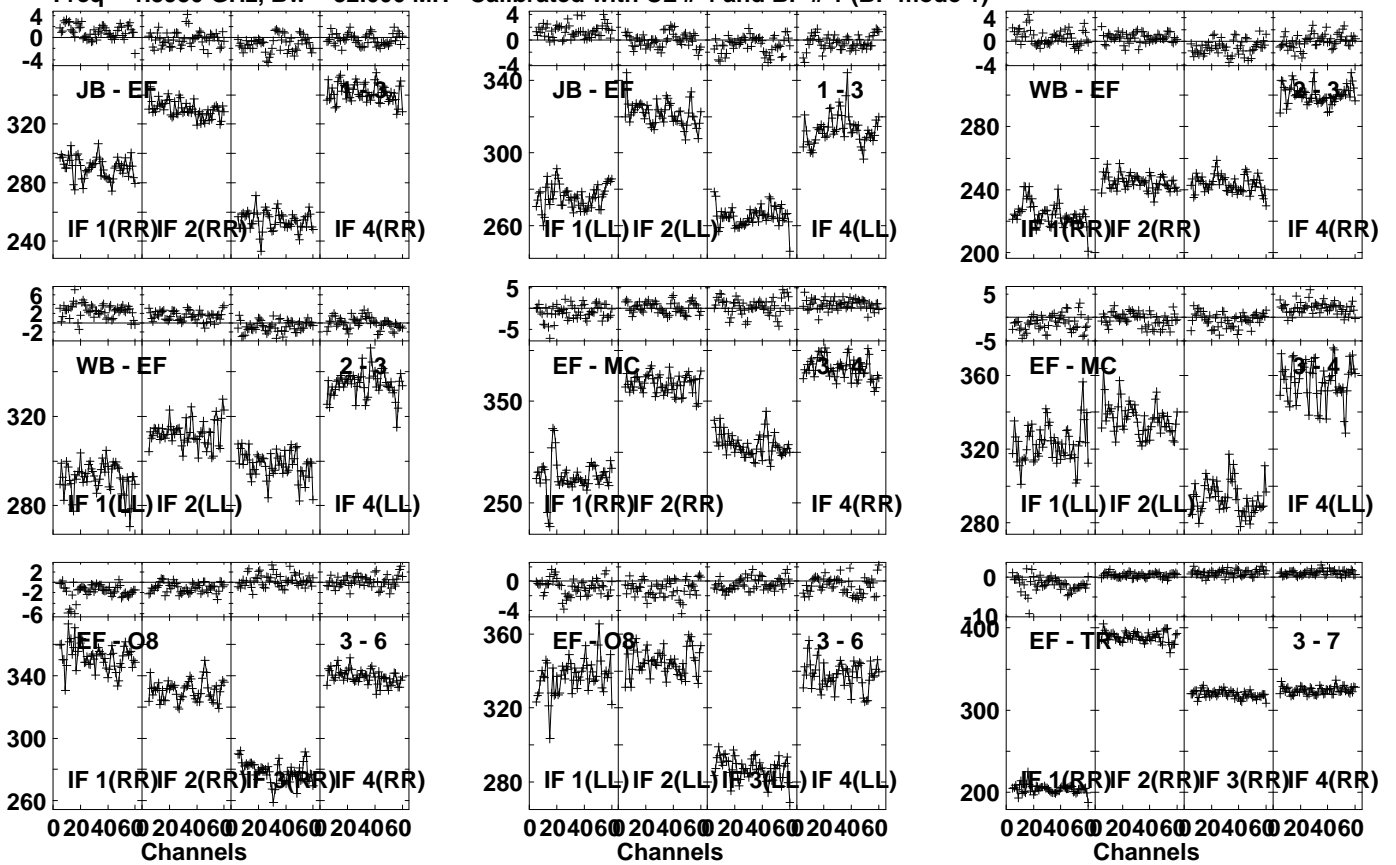 GHz, Bw = Calibrated with CL # and BP # (BP mode
4 4 4
0 0 0
-4 -4 -4
JB - EF 1 - 3 JB - EF 1 - 3 WB - EF 2 - 3
340
320 280
300
280 240
260
240 200
IF 1(RR) IF 2(RR) IF 4(RR) IF 1(LL) IF 2(LL) IF 4(LL) IF 1(RR) IF 2(RR) IF 4(RR)
6 5 5
2
-2 -5 -5
WB - EF 2 - 3 EF - MC 3 - 4 EF - MC 3 - 4
360
320 350
320
280 250
280
IF 1(LL) IF 2(LL) IF 4(LL) IF 1(RR) IF 2(RR) IF 4(RR) IF 1(LL) IF 2(LL) IF 4(LL)
2 0 0
-2
-6 -4 -10
EF - O8 3 - 6 EF - O8 3 - 6 EF - TR 3 - 7
360 400
340
320 300
300
280
260 200
IF 1(RR) IF 2(RR) IF 3(RR) IF 4(RR) IF 1(LL) IF 2(LL) IF 3(LL) IF 4(LL) IF 1(RR) IF 2(RR) IF 3(RR) IF 4(RR)
0 20 40 60 0 20 40 60 0 20 40 60 0 20 40 60 0 20 40 60 0 20 40 60 0 20 40 60 0 20 40 60 0 20 40 60 0 20 40 60 0 20 40 60 0 20 40 60
Channels Channels Channels